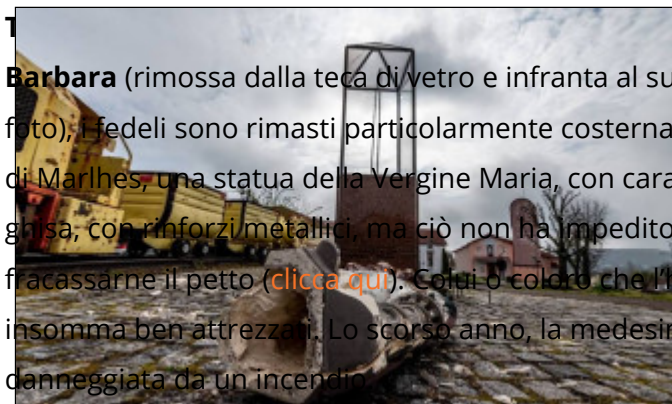 T
Barbara (rimossa dalla teca di vetro e infranta al su
foto), i fedeli sono rimasti particolarmente costerna
di Marlhes, una statua della Vergine Maria, con cara
ghisa, con rinforzi metallici, ma ciò non ha impedito
fracassarne il petto (clicca qui). Colui o coloro che l'h
insomma ben attrezzati. Lo scorso anno, la medesim
danneggiata da un incendio.